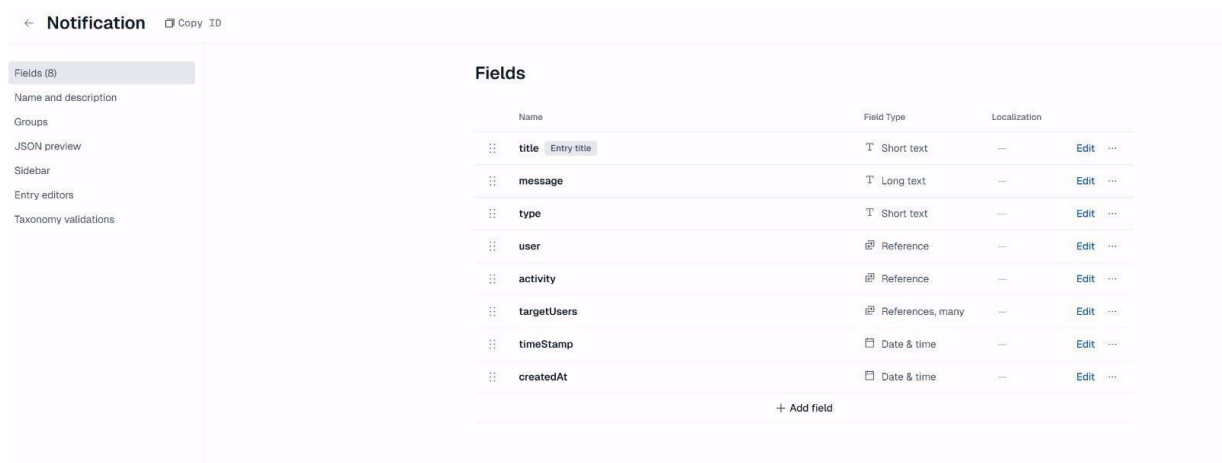 ← Notification Copy ID
Fields (8)
Name and description
Groups
JSON preview
Sidebar
Entry editors
Taxonomy validations
Fields
Name Field Type Localization
title Entry title T Short text — Edit ...
message T Long text — Edit ...
type T Short text — Edit ...
user Reference — Edit ...
activity Reference — Edit ...
targetUsers References, many — Edit ...
timeStamp Date & time — Edit ...
createdAt Date & time — Edit ...
+ Add field